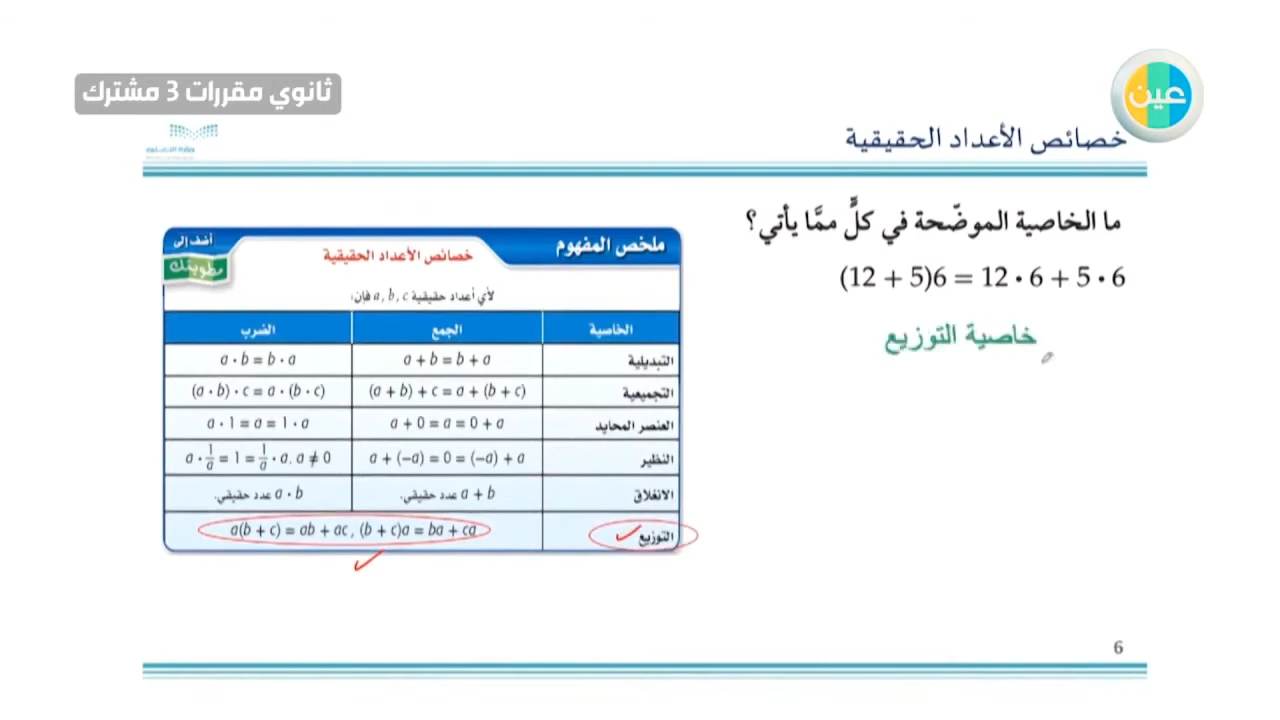 ثانوي مقررات 3 مشترك
عين
خصائص الأعداد الحقيقية
ما الخاصية الموضّحة في كلٍّ ممَّا يأتي؟
(12 + 5)6 = 12 · 6 + 5 · 6
خاصية التوزيع
ملخص المفهوم
أضف إلى
مطويتك
خصائص الأعداد الحقيقية
لأي أعداد حقيقية a, b, c فإن:
الخاصية الجمع الضرب
التبديلية a + b = b + a a · b = b · a
التجميعية (a + b) + c = a + (b + c) (a · b) · c = a · (b · c)
العنصر المحايد a + 0 = a = 0 + a a · 1 = a = 1 · a
النظير a + (−a) = 0 = (−a) + a a · 1/a = 1 = 1/a · a, a ≠ 0
الانغلاق a + b عدد حقيقي. a · b عدد حقيقي.
التوزيع a(b + c) = ab + ac , (b + c)a = ba + ca
6